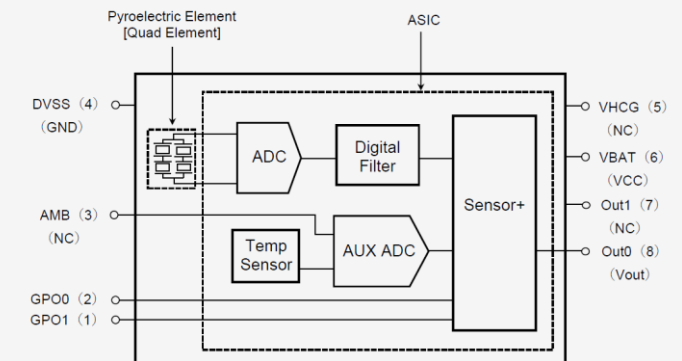 Pyroelectric Element
[Quad Element]
ASIC
DVSS (4)
(GND)
VHCG (5)
(NC)
ADC
Digital
Filter
VBAT (6)
(VCC)
Sensor+
Out1 (7)
(NC)
AMB (3)
(NC)
Temp
Sensor
AUX ADC
Out0 (8)
(Vout)
GPO0 (2)
GPO1 (1)